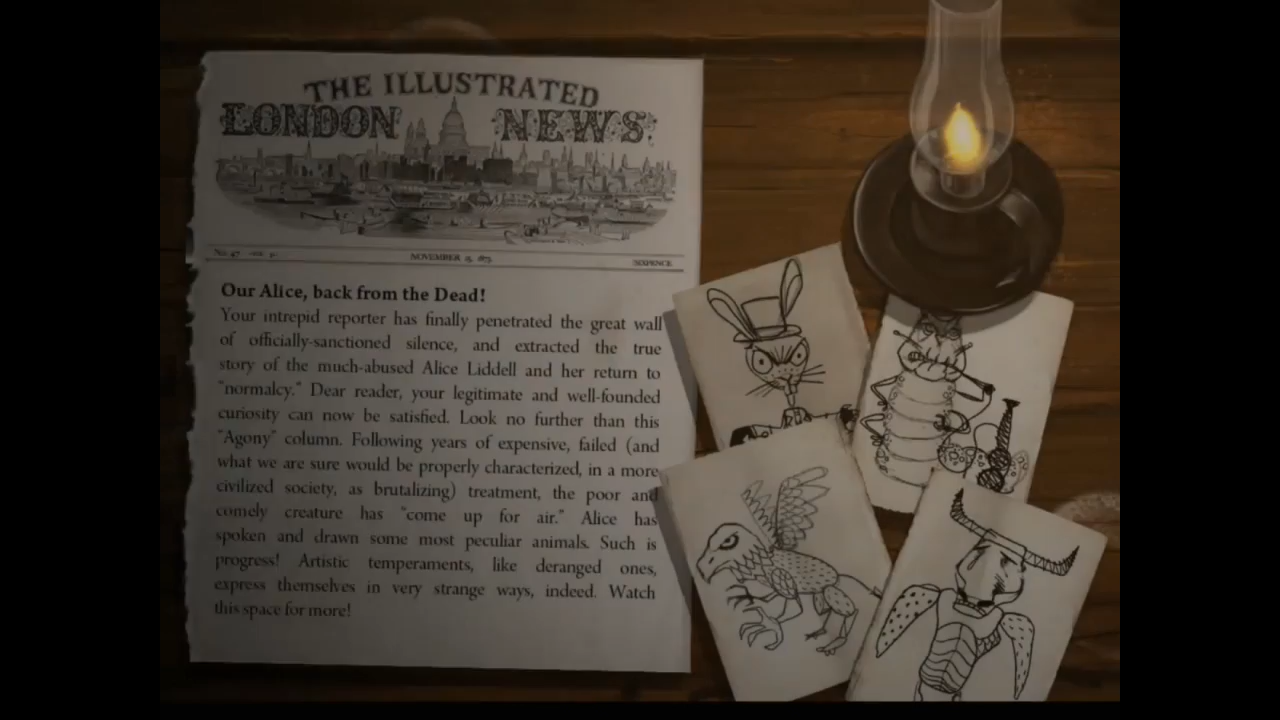 THE ILLUSTRATED
LONDON NEWS
No. 47
NOVEMBER 15, 1873
SIXPENCE
Our Alice, back from the Dead!
Your intrepid reporter has finally penetrated the great wall
of officially-sanctioned silence, and extracted the true
story of the much-abused Alice Liddell and her return to
"normalcy." Dear reader, your legitimate and well-founded
curiosity can now be satisfied. Look no further than this
"Agony" column. Following years of expensive, failed (and
what we are sure would be properly characterized, in a more
civilized society, as brutalizing) treatment, the poor and
comely creature has "come up for air." Alice has
spoken and drawn some most peculiar animals. Such is
progress! Artistic temperaments, like deranged ones,
express themselves in very strange ways, indeed. Watch
this space for more!